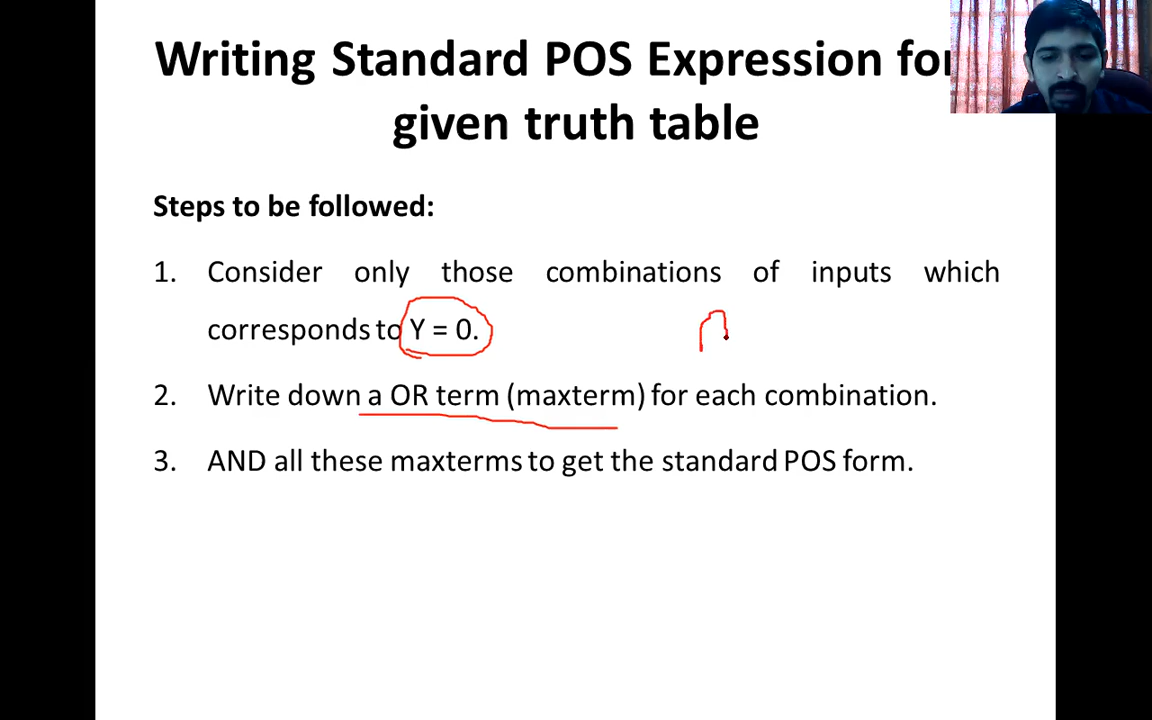 Writing Standard POS Expression for
given truth table
Steps to be followed:
1. Consider only those combinations of inputs which
corresponds to Y = 0.
2. Write down a OR term (maxterm) for each combination.
3. AND all these maxterms to get the standard POS form.